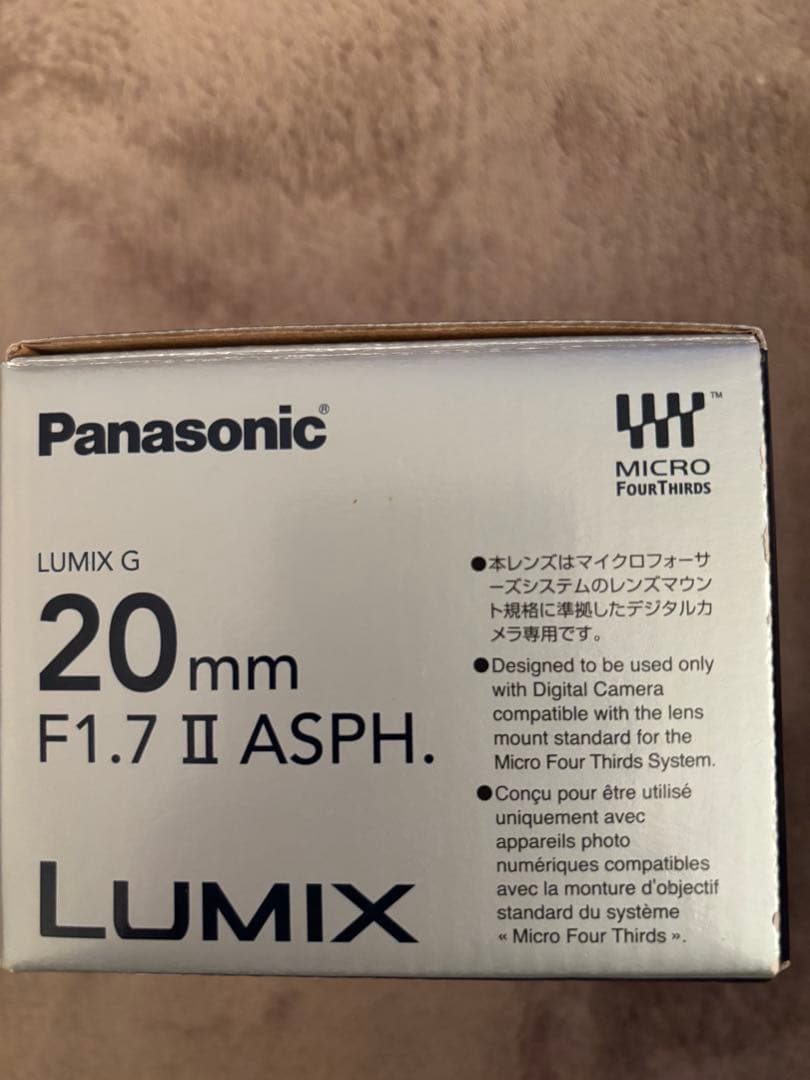 Panasonic®
™
MICRO
FOURTHIRDS
LUMIX G
20mm
F1.7 II ASPH.
LUMIX
●本レンズはマイクロフォーサ
ーズシステムのレンズマウン
ト規格に準拠したデジタルカ
メラ専用です。
●Designed to be used only
with Digital Camera
compatible with the lens
mount standard for the
Micro Four Thirds System.
●Conçu pour être utilisé
uniquement avec
appareils photo
numériques compatibles
avec la monture d'objectif
standard du système
« Micro Four Thirds ».